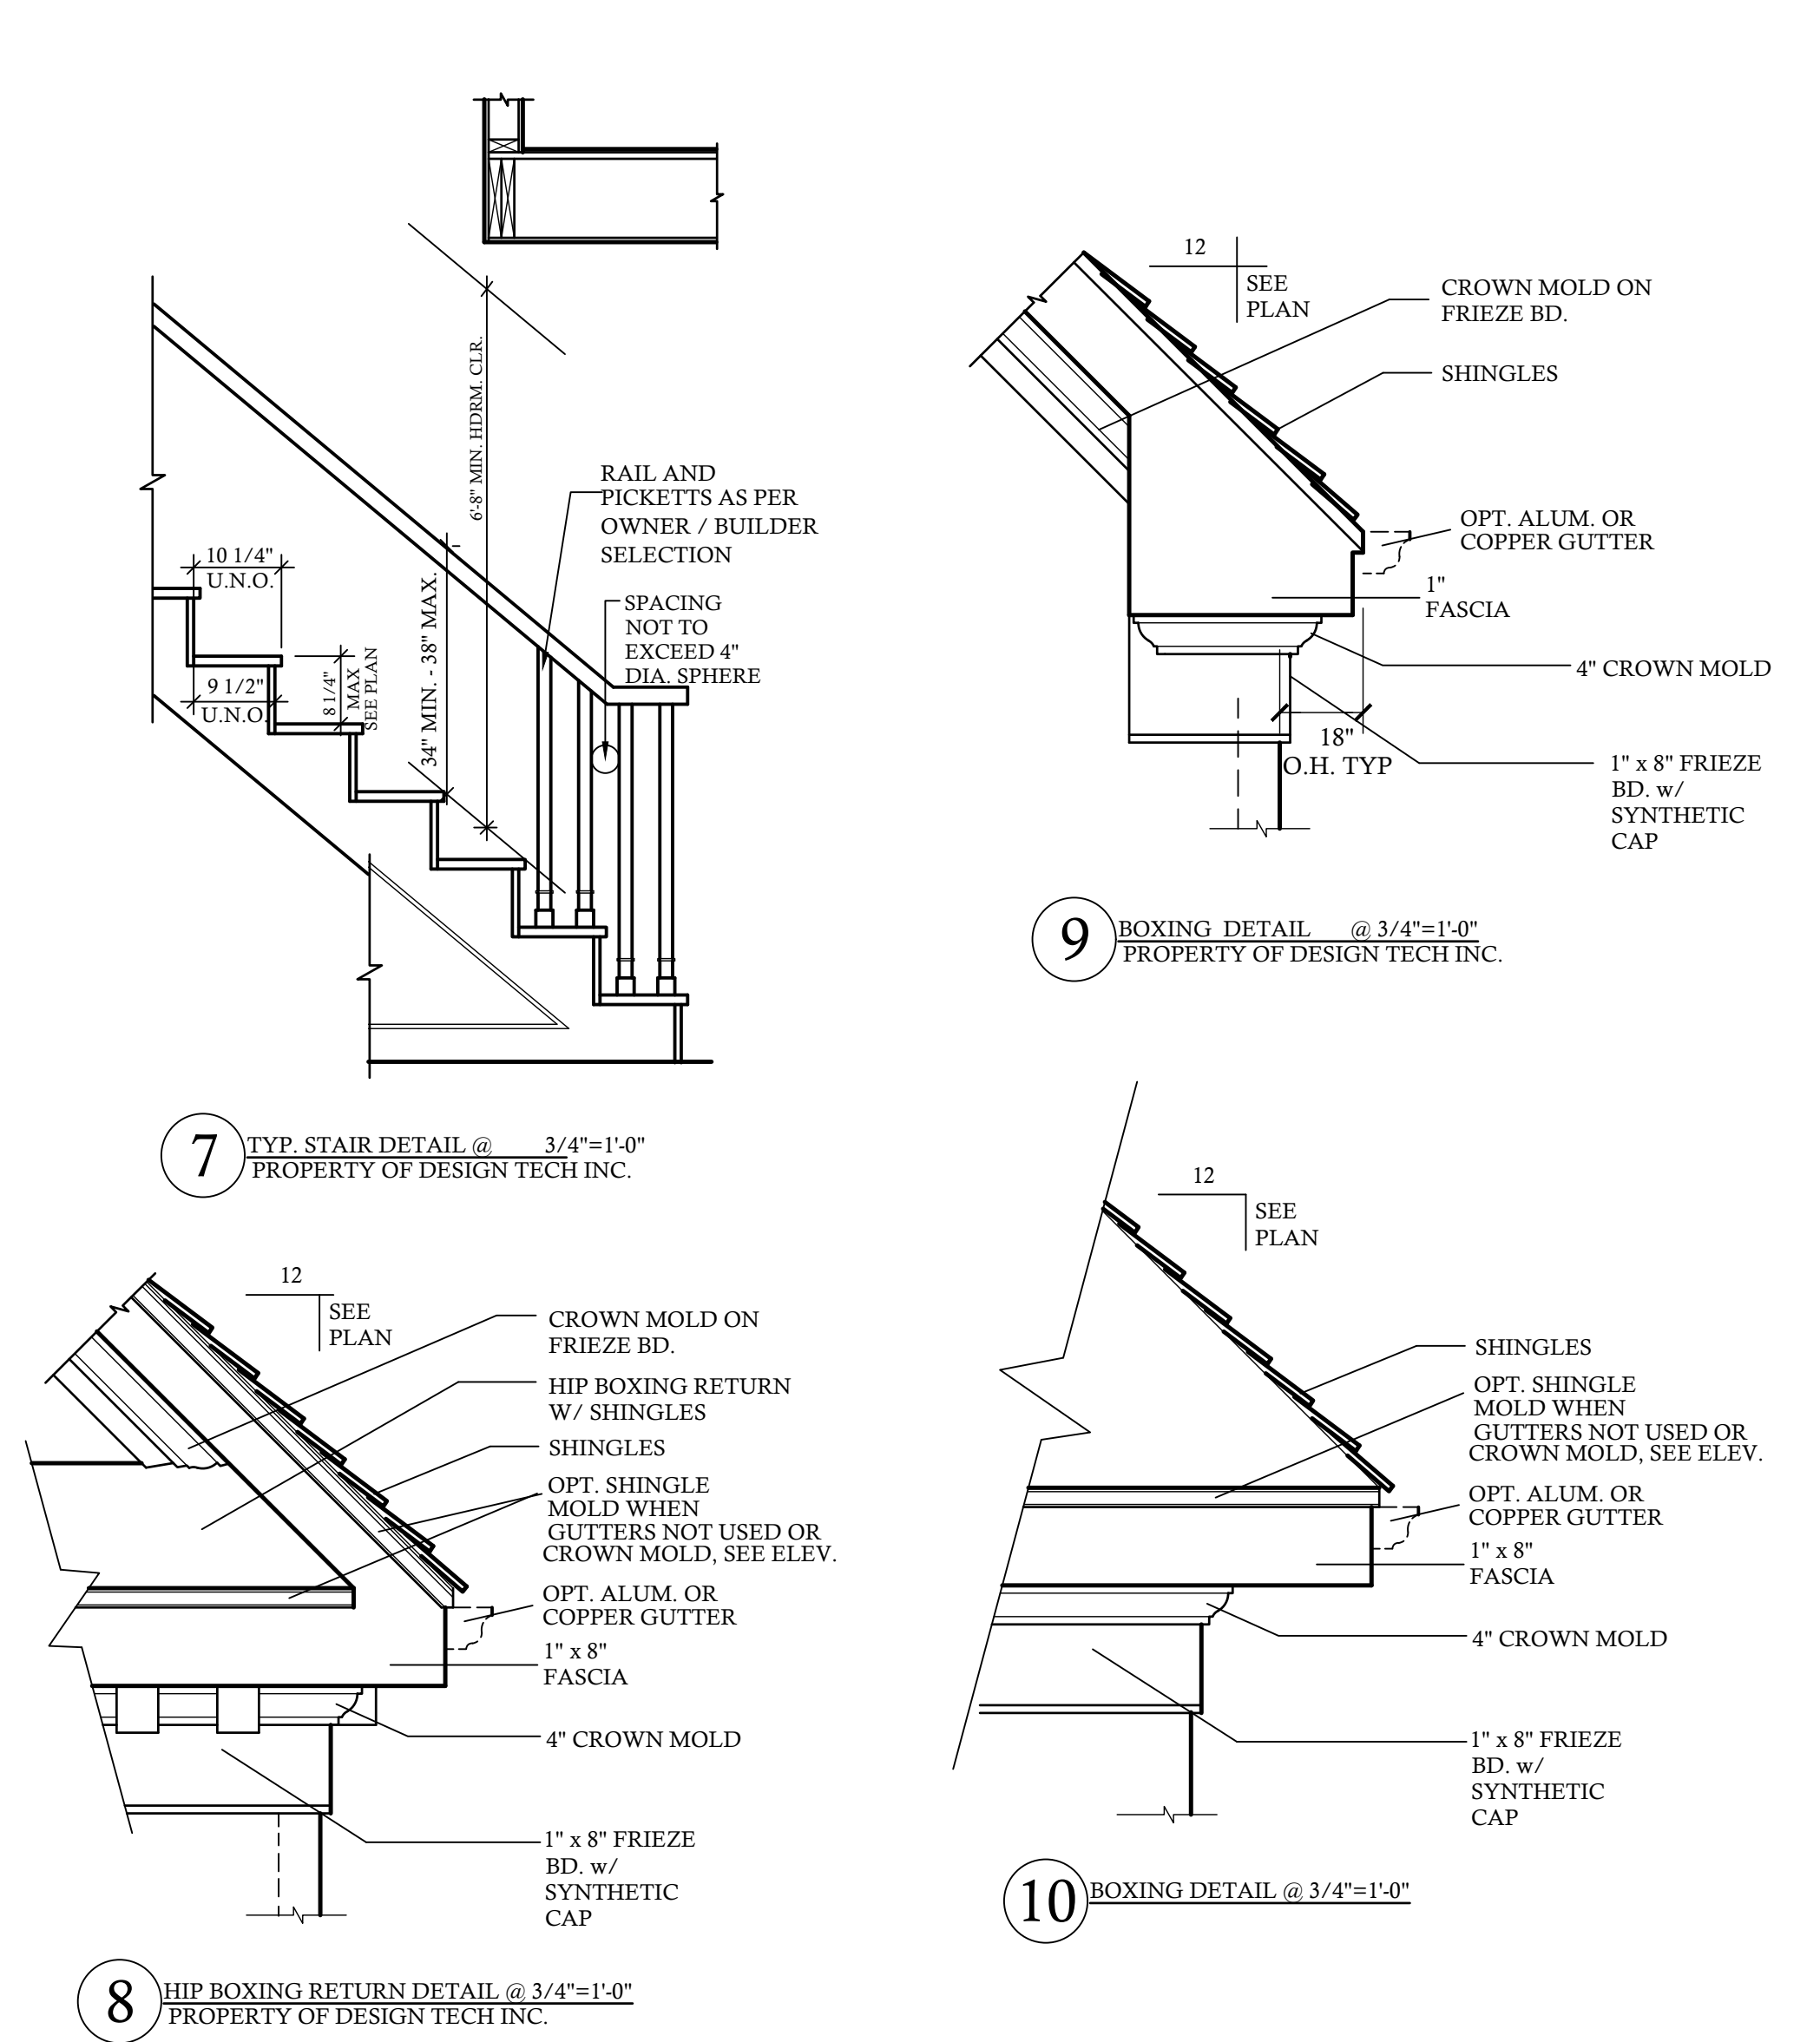 6'-8" MIN. HDRM. CLR.
RAIL AND
PICKETTS AS PER
OWNER / BUILDER
SELECTION
10 1/4"
U.N.O.
9 1/2"
U.N.O.
8 1/4"
MAX
SEE PLAN
34" MIN. - 38" MAX.
SPACING
NOT TO
EXCEED 4"
DIA. SPHERE
7
TYP. STAIR DETAIL @ 3/4"=1'-0"
PROPERTY OF DESIGN TECH INC.
12
SEE
PLAN
CROWN MOLD ON
FRIEZE BD.
SHINGLES
OPT. ALUM. OR
COPPER GUTTER
1"
FASCIA
4" CROWN MOLD
18"
O.H. TYP
1" x 8" FRIEZE
BD. w/
SYNTHETIC
CAP
9
BOXING DETAIL @ 3/4"=1'-0"
PROPERTY OF DESIGN TECH INC.
12
SEE
PLAN
CROWN MOLD ON
FRIEZE BD.
HIP BOXING RETURN
W/ SHINGLES
SHINGLES
OPT. SHINGLE
MOLD WHEN
GUTTERS NOT USED OR
CROWN MOLD, SEE ELEV.
OPT. ALUM. OR
COPPER GUTTER
1" x 8"
FASCIA
4" CROWN MOLD
1" x 8" FRIEZE
BD. w/
SYNTHETIC
CAP
8
HIP BOXING RETURN DETAIL @ 3/4"=1'-0"
PROPERTY OF DESIGN TECH INC.
12
SEE
PLAN
SHINGLES
OPT. SHINGLE
MOLD WHEN
GUTTERS NOT USED OR
CROWN MOLD, SEE ELEV.
OPT. ALUM. OR
COPPER GUTTER
1" x 8"
FASCIA
4" CROWN MOLD
1" x 8" FRIEZE
BD. w/
SYNTHETIC
CAP
10
BOXING DETAIL @ 3/4"=1'-0"